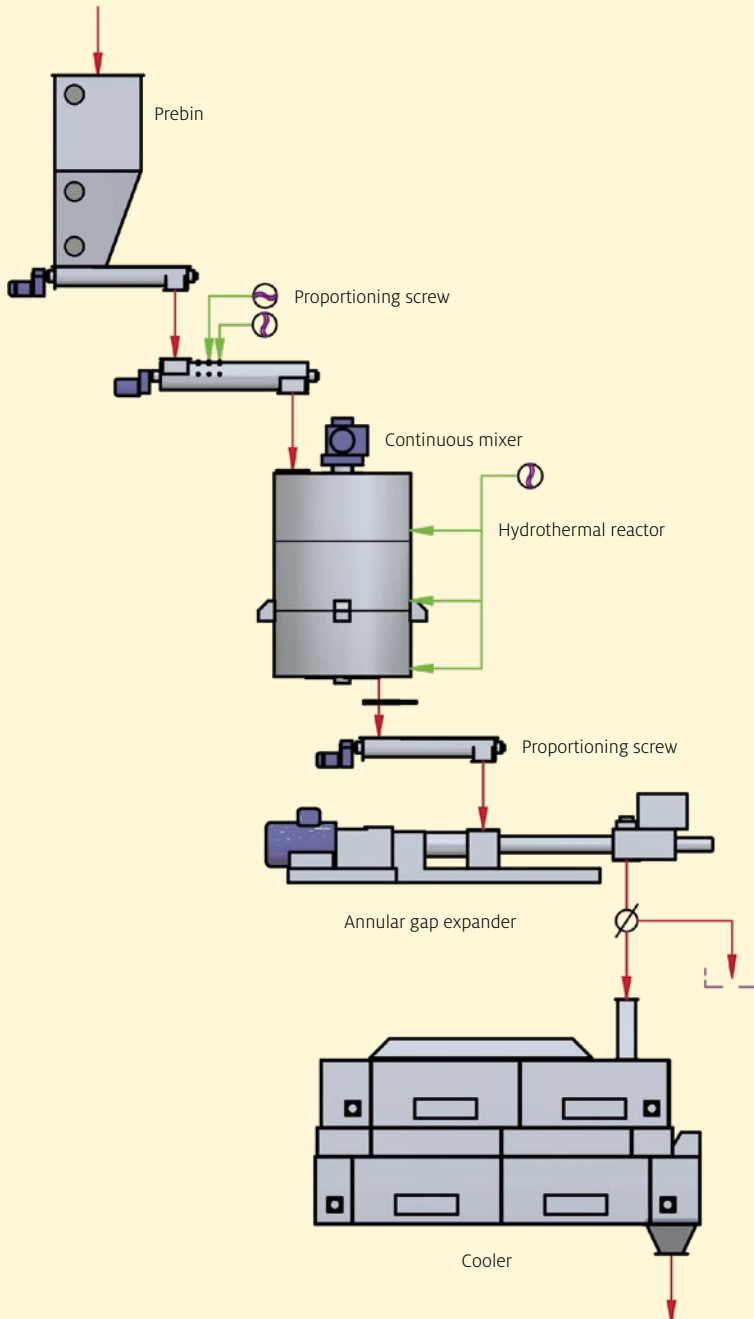 Prebin
Proportioning screw
Continuous mixer
Hydrothermal reactor
Proportioning screw
Annular gap expander
Cooler